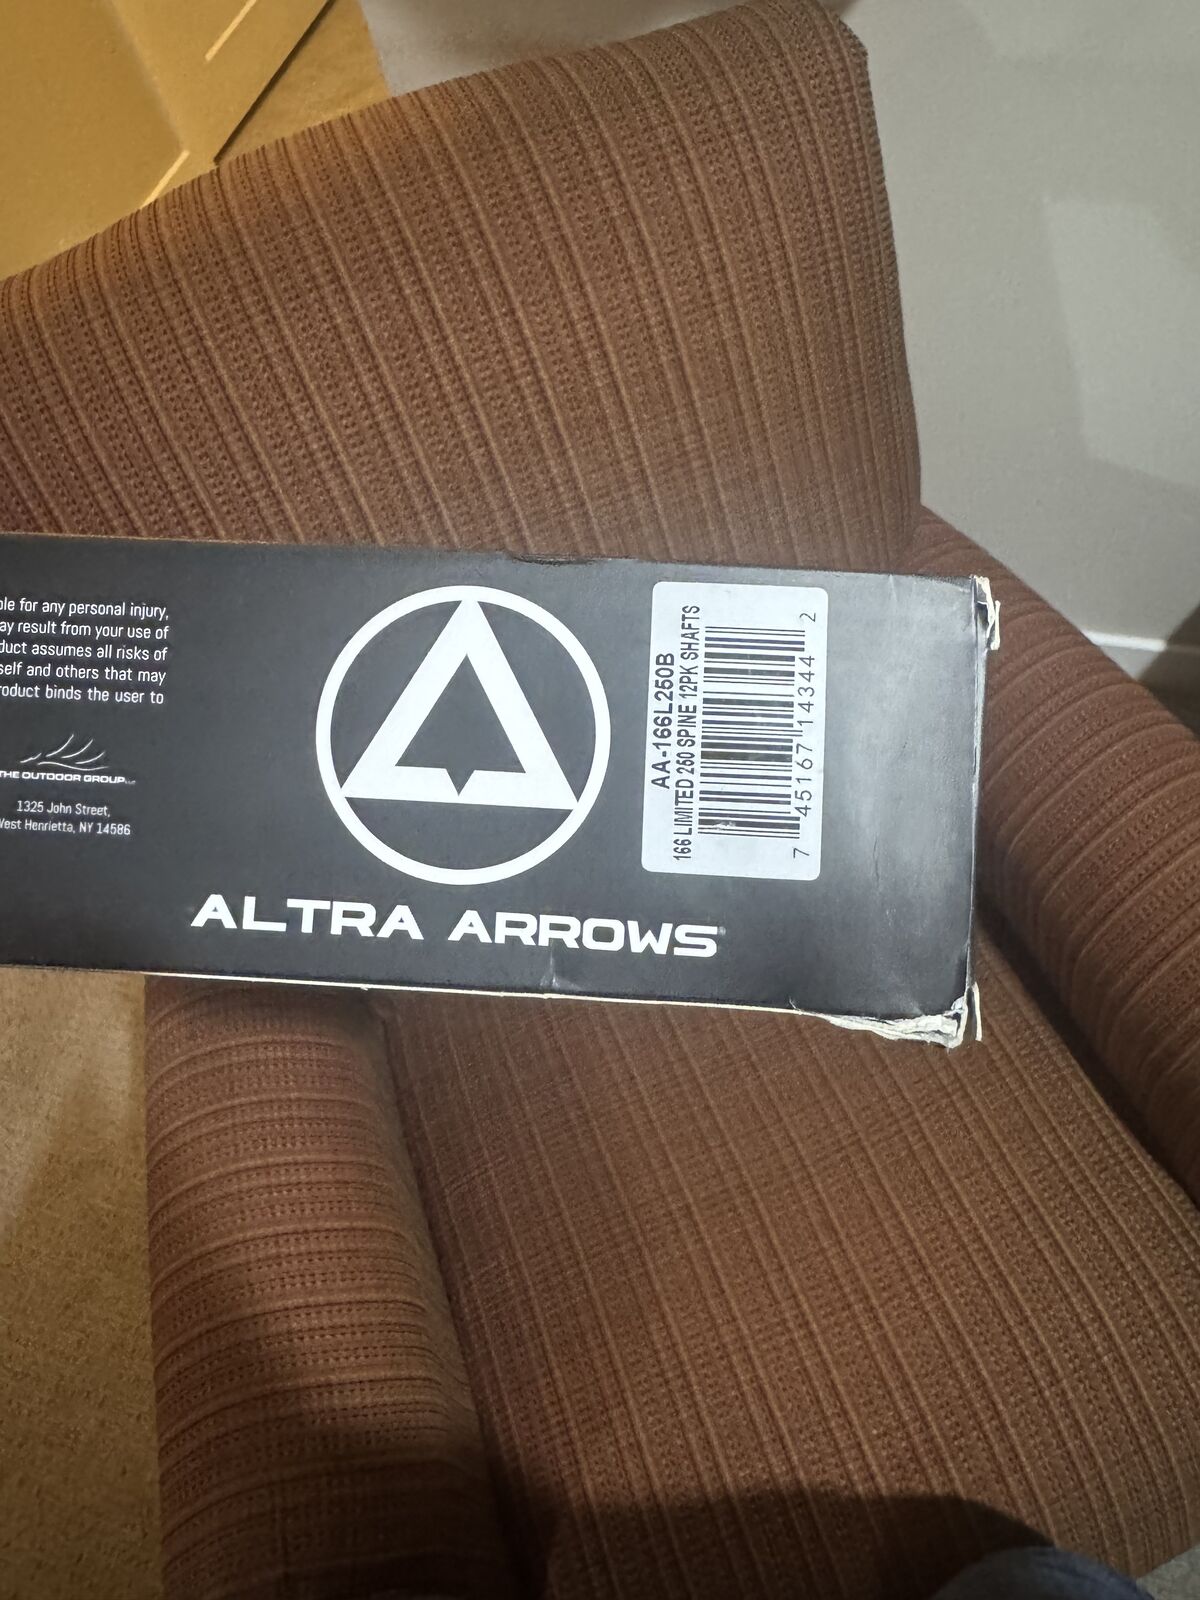 ble for any personal injury,
ay result from your use of
duct assumes all risks of
self and others that may
roduct binds the user to
THE OUTDOOR GROUP
1325 John Street,
West Henrietta, NY 14586
ALTRA ARROWS
AA-166L250B
166 LIMITED 250 SPINE 12PK SHAFTS
7 45167 14344 2